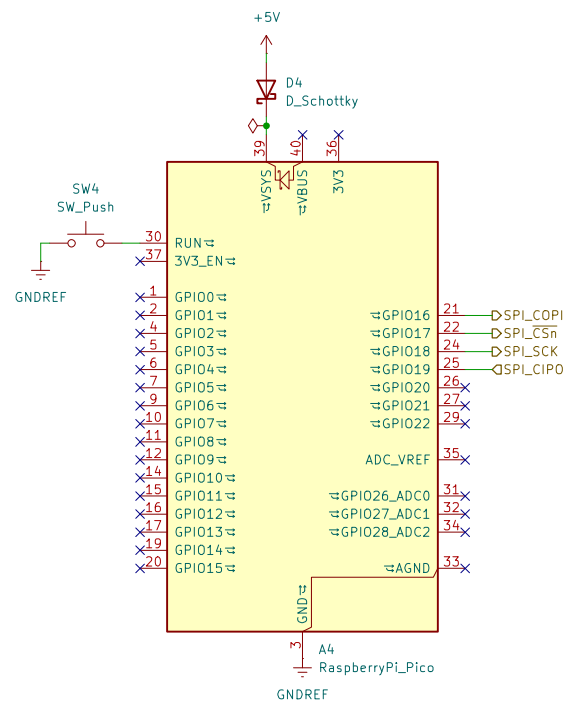 +5V
D4
D_Schottky
39
40
36
VSYS
VBUS
3V3
SW4
SW_Push
30
RUN
37
3V3_EN
GNDREF
1
GPIO0
2
GPIO1
4
GPIO2
5
GPIO3
6
GPIO4
7
GPIO5
9
GPIO6
10
GPIO7
11
GPIO8
12
GPIO9
14
GPIO10
15
GPIO11
16
GPIO12
17
GPIO13
19
GPIO14
20
GPIO15
GPIO16
21
SPI_COPI
GPIO17
22
SPI_CSn
GPIO18
24
SPI_SCK
GPIO19
25
SPI_CIPO
GPIO20
26
GPIO21
27
GPIO22
29
ADC_VREF
35
GPIO26_ADC0
31
GPIO27_ADC1
32
GPIO28_ADC2
34
AGND
33
GND
3
A4
RaspberryPi_Pico
GNDREF